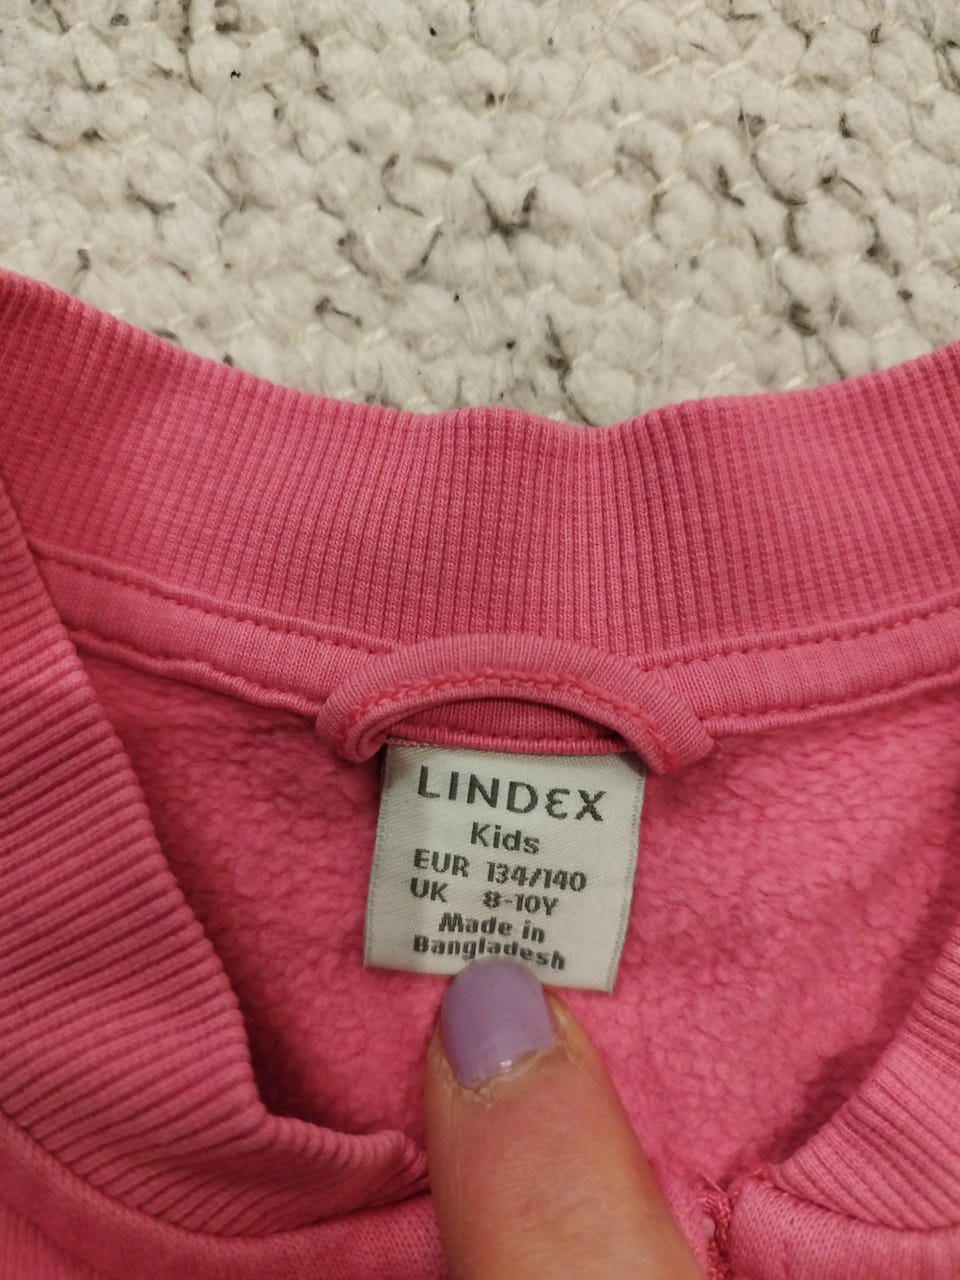 LINDEX
Kids
EUR 134/140
UK 8-10Y
Made in
Bangladesh